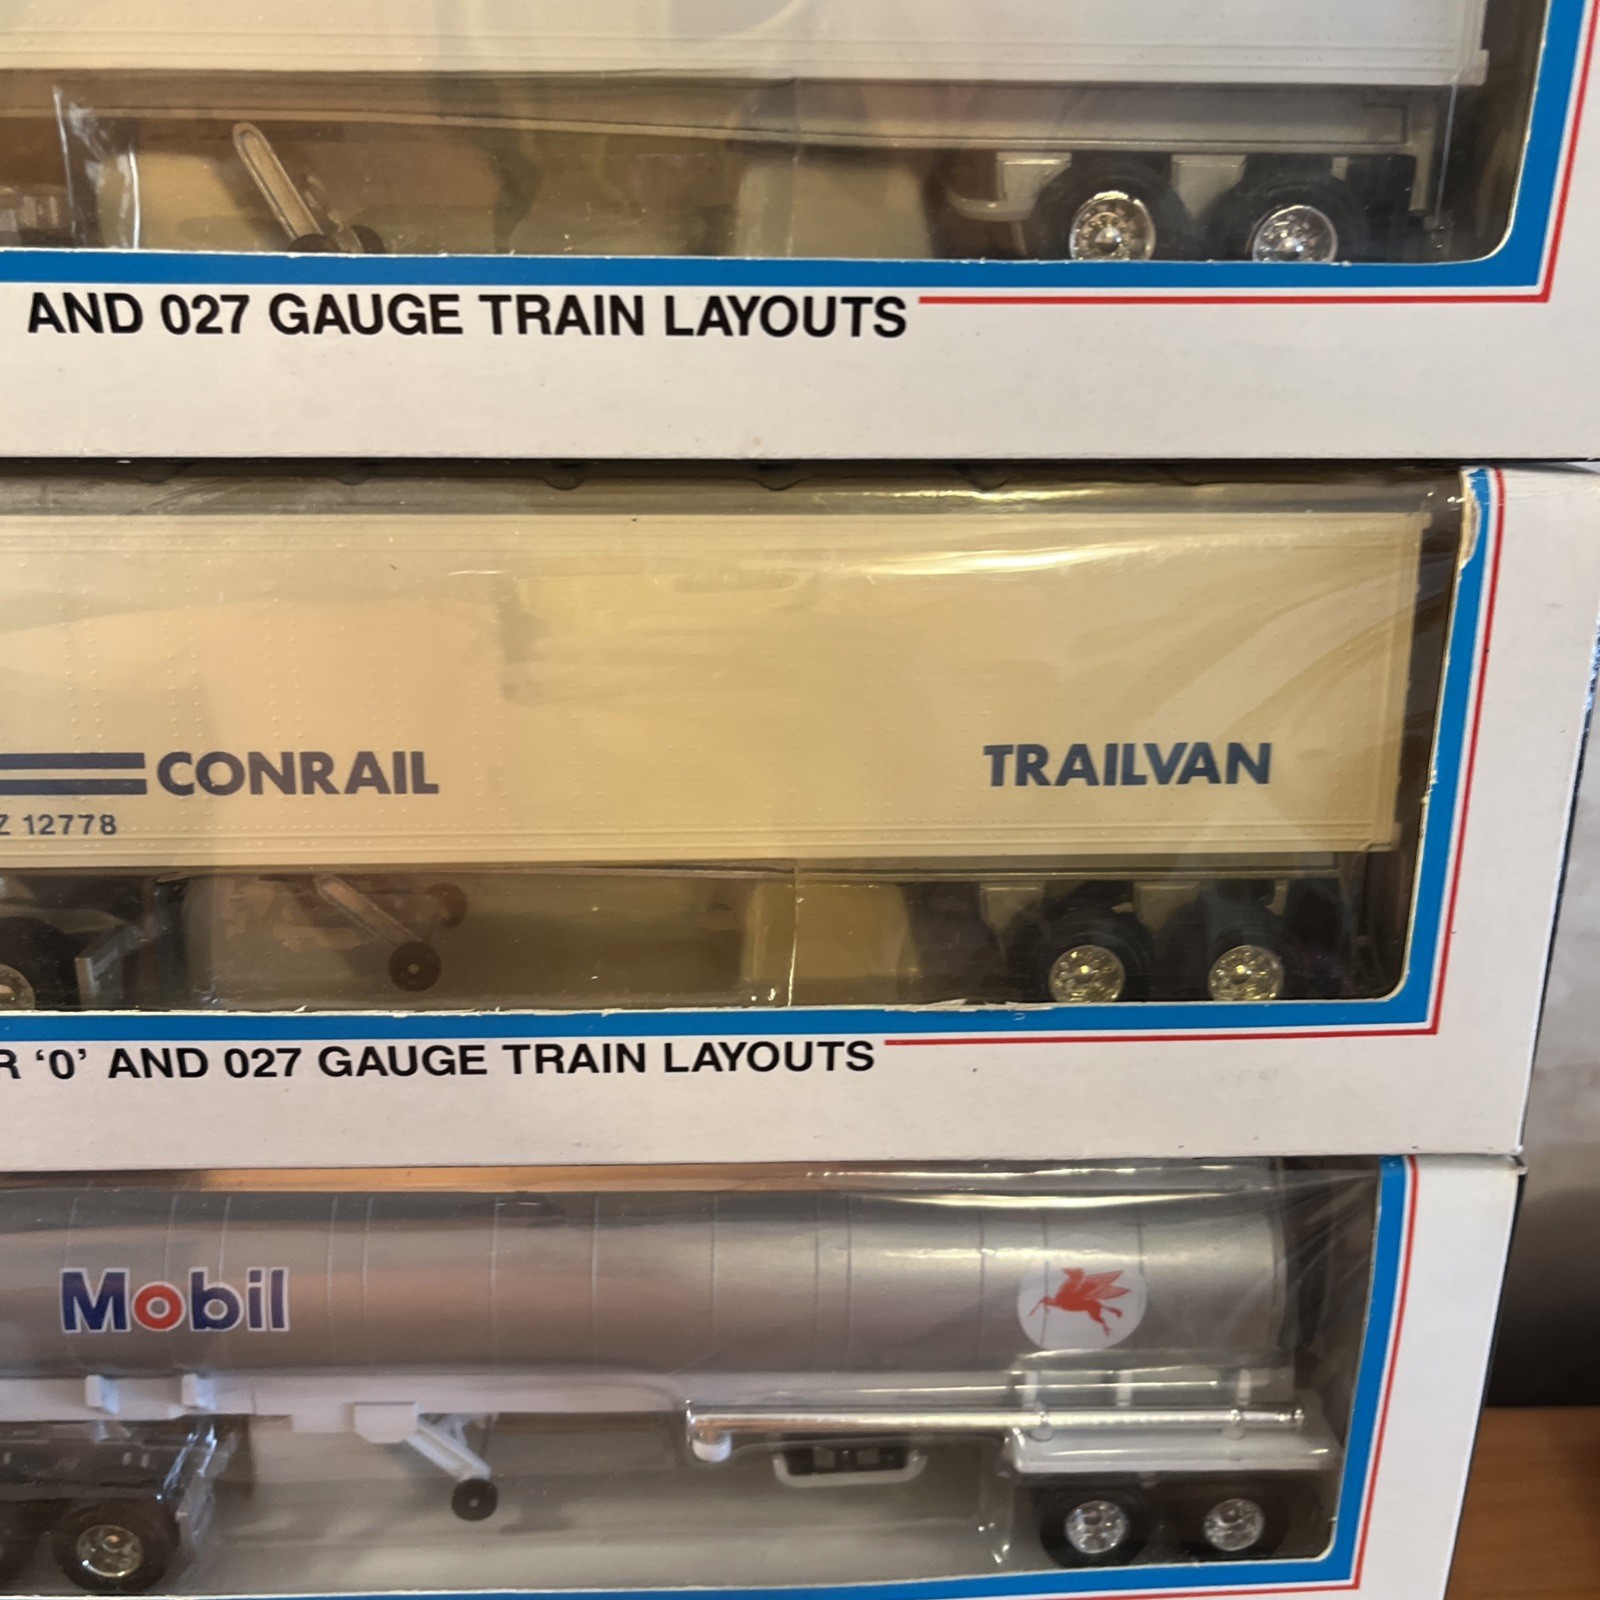 AND 027 GAUGE TRAIN LAYOUTS
CONRAIL
TRAILVAN
Z 12778
R ‘0’ AND 027 GAUGE TRAIN LAYOUTS
Mobil